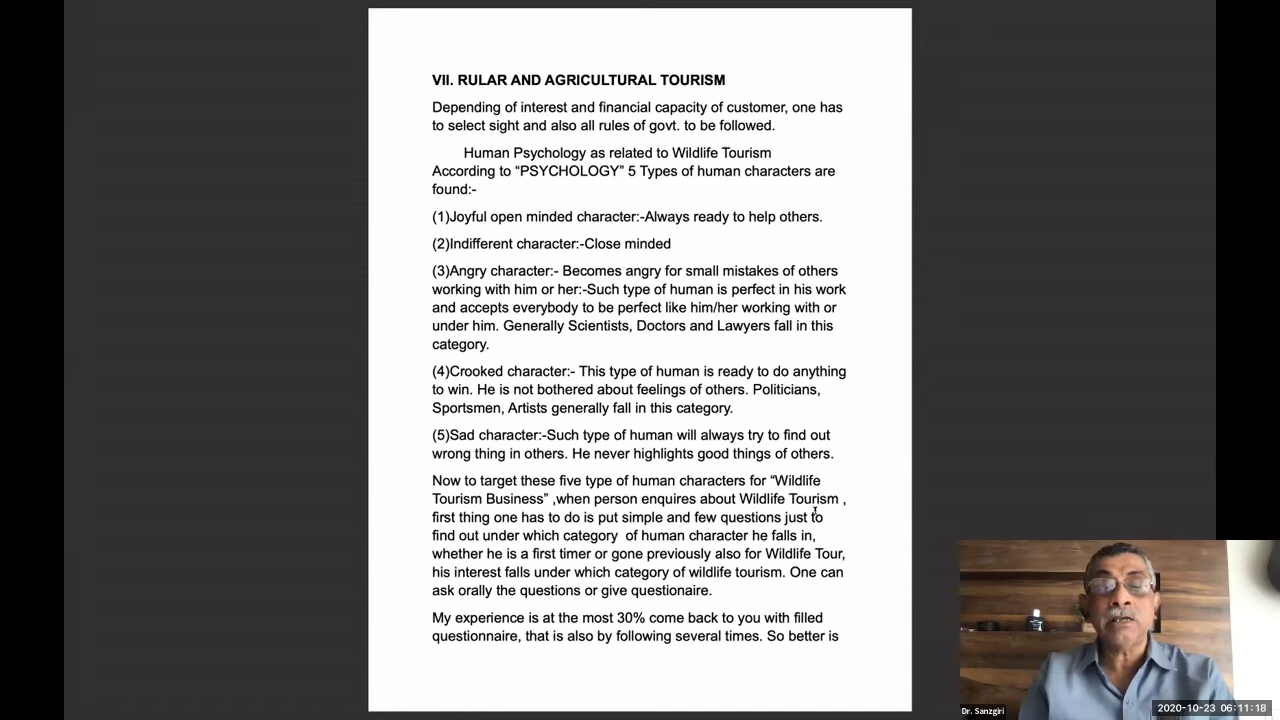 VII. RULAR AND AGRICULTURAL TOURISM
Depending of interest and financial capacity of customer, one has
to select sight and also all rules of govt. to be followed.
Human Psychology as related to Wildlife Tourism
According to “PSYCHOLOGY” 5 Types of human characters are
found:-
(1)Joyful open minded character:-Always ready to help others.
(2)Indifferent character:-Close minded
(3)Angry character:- Becomes angry for small mistakes of others
working with him or her:-Such type of human is perfect in his work
and accepts everybody to be perfect like him/her working with or
under him. Generally Scientists, Doctors and Lawyers fall in this
category.
(4)Crooked character:- This type of human is ready to do anything
to win. He is not bothered about feelings of others. Politicians,
Sportsmen, Artists generally fall in this category.
(5)Sad character:-Such type of human will always try to find out
wrong thing in others. He never highlights good things of others.
Now to target these five type of human characters for “Wildlife
Tourism Business” ,when person enquires about Wildlife Tourism ,
first thing one has to do is put simple and few questions just to
find out under which category  of human character he falls in,
whether he is a first timer or gone previously also for Wildlife Tour,
his interest falls under which category of wildlife tourism. One can
ask orally the questions or give questionaire.
My experience is at the most 30% come back to you with filled
questionnaire, that is also by following several times. So better is
Dr. Sanzgiri
2020-10-23 06:11:18